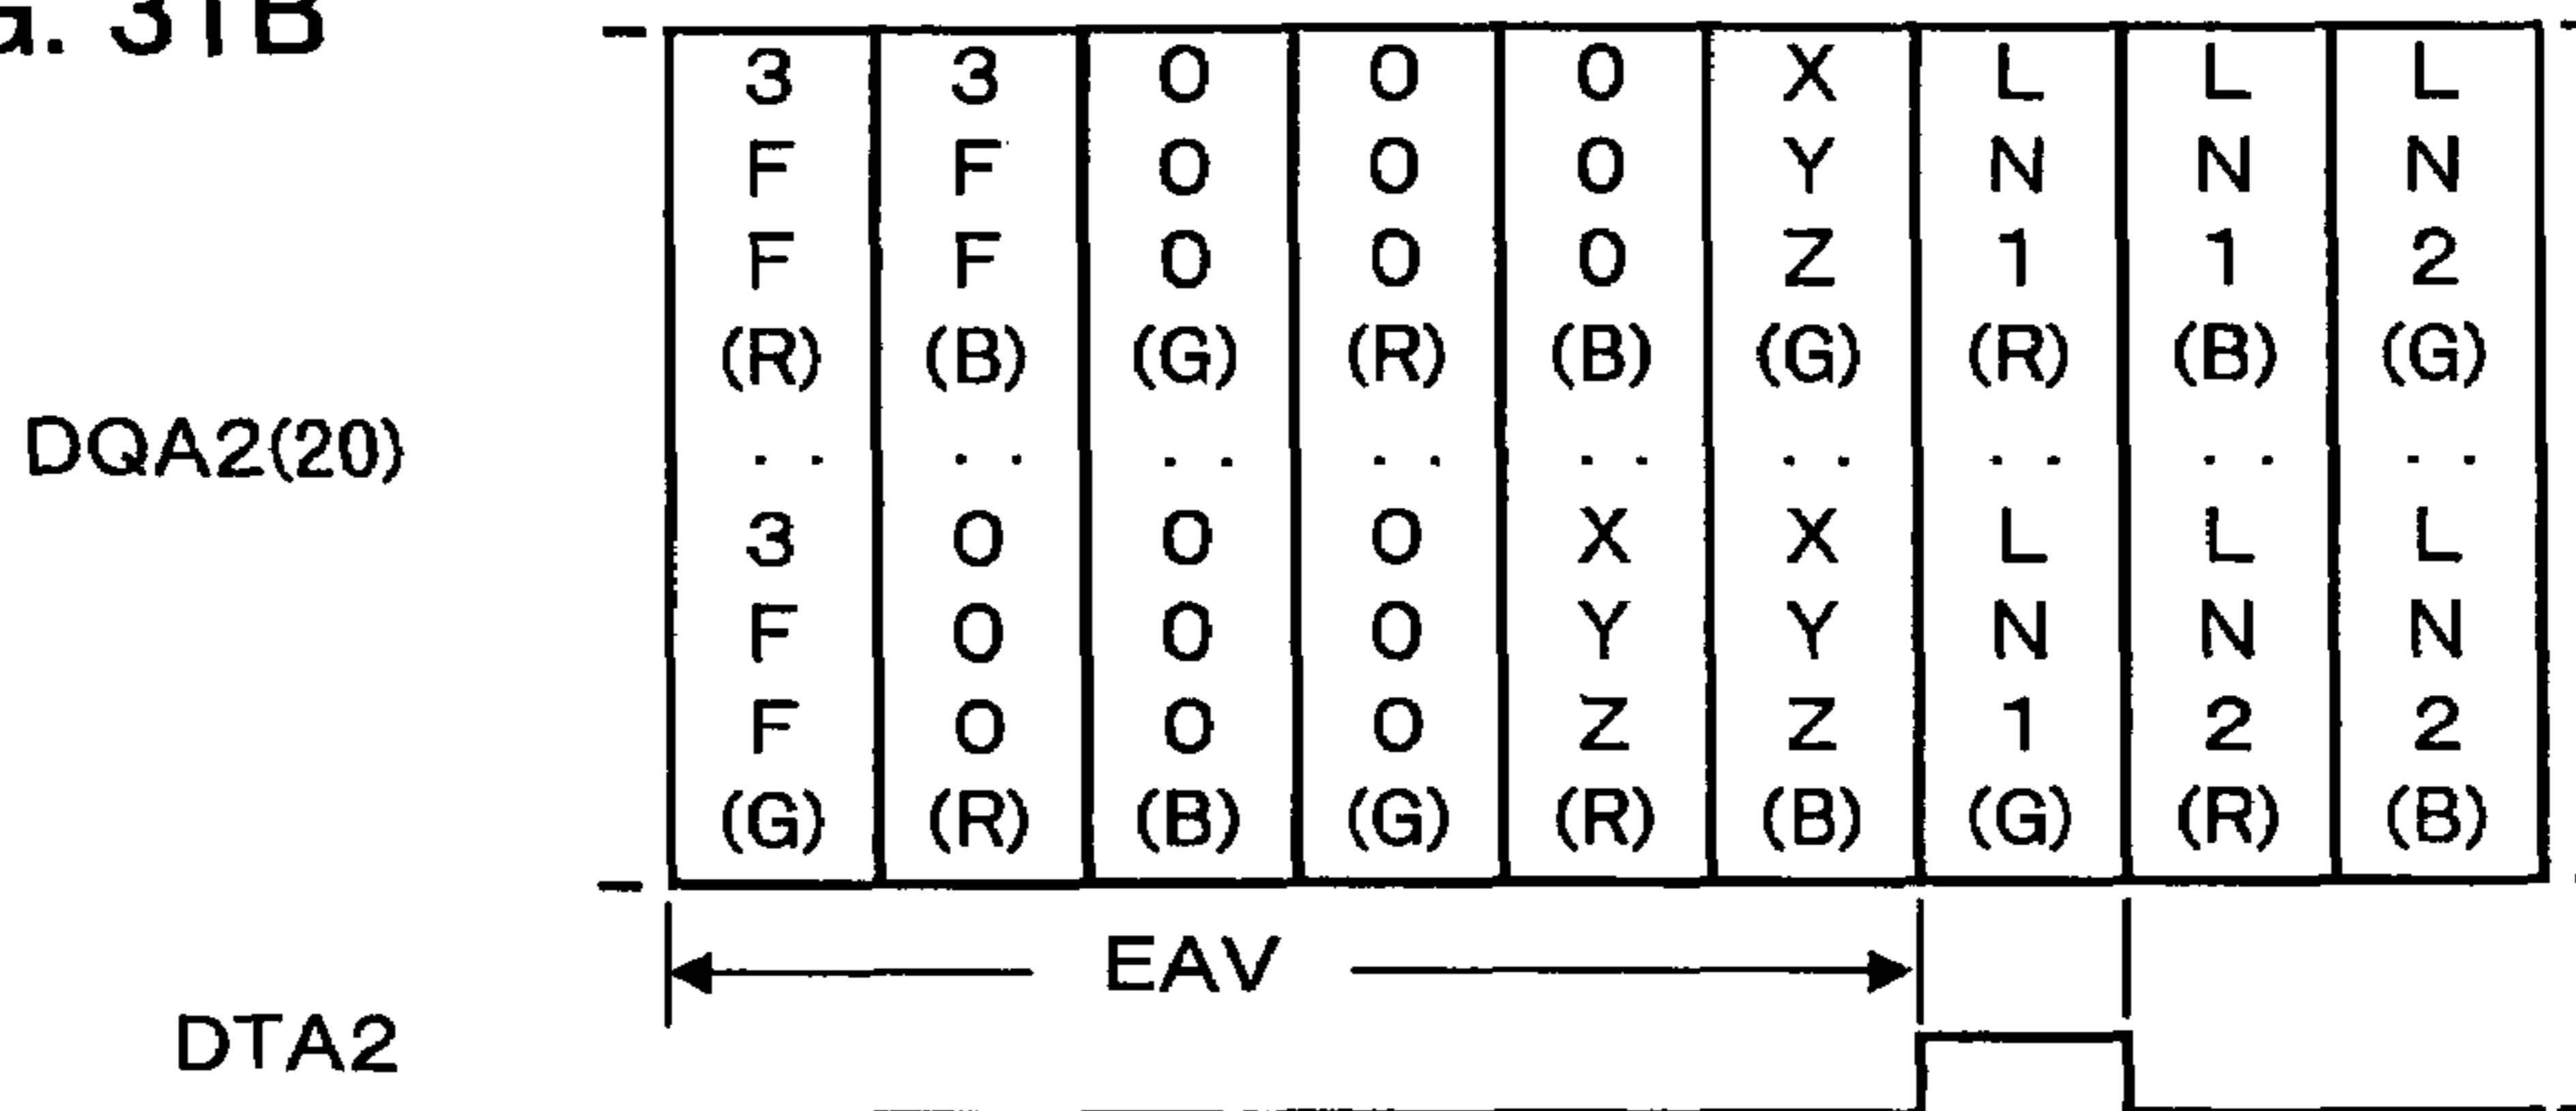 G. 31B
3 3 0 0 0 X L L L
F F 0 0 0 Y N N N
F F 0 0 0 Z 1 1 2
(R) (B) (G) (R) (B) (G) (R) (B) (G)
DQA2(20)
.. .. .. .. .. .. .. .. ..
3 0 0 0 X X L L L
F 0 0 0 Y Y N N N
F 0 0 0 Z Z 1 2 2
(G) (R) (B) (G) (R) (B) (G) (R) (B)
EAV
DTA2